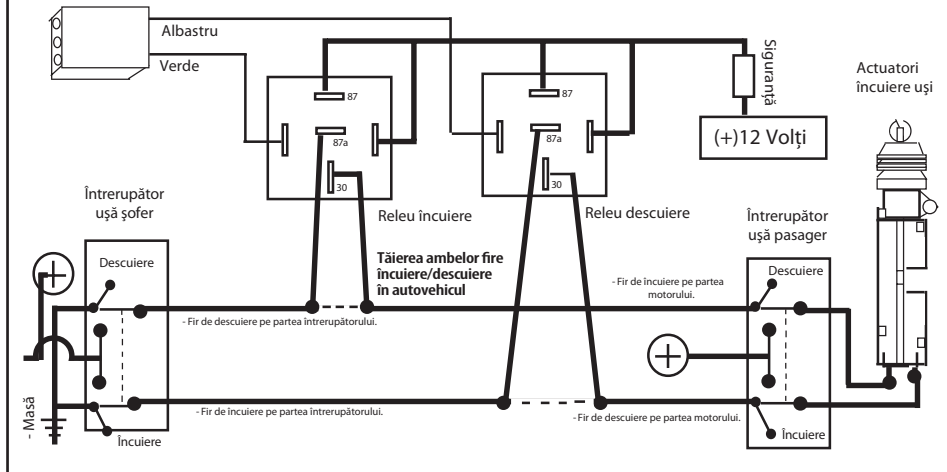 Albastru
Verde
87
87a
30
87
87a
30
Siguranță
(+)12 Volți
Actuatori
încuiere uși
Releu încuiere
Releu descuiere
Întrerupător
ușă șofer
Întrerupător
ușă pasager
Tăierea ambelor fire
încuiere/descuiere
în autovehicul
Descuiere
Descuiere
- Fir de încuiere pe partea
motorului.
- Fir de descuiere pe partea întrerupătorului.
- Fir de încuiere pe partea întrerupătorului.
- Fir de descuiere pe partea motorului.
- Masă
Încuiere
Încuiere